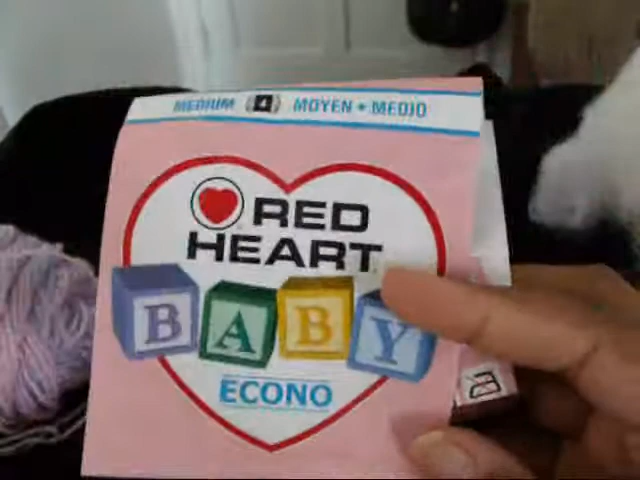 MEDIUM 4 MOYEN • MEDIO
RED
HEART
BABY
ECONO